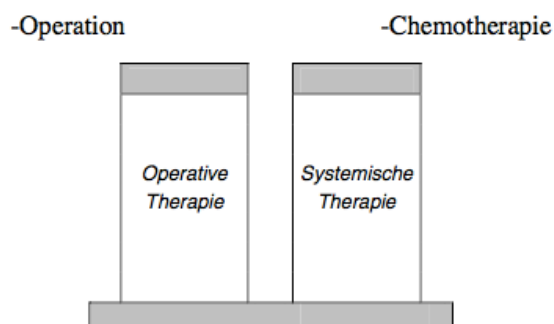 -Operation
-Chemotherapie
Operative
Therapie
Systemische
Therapie